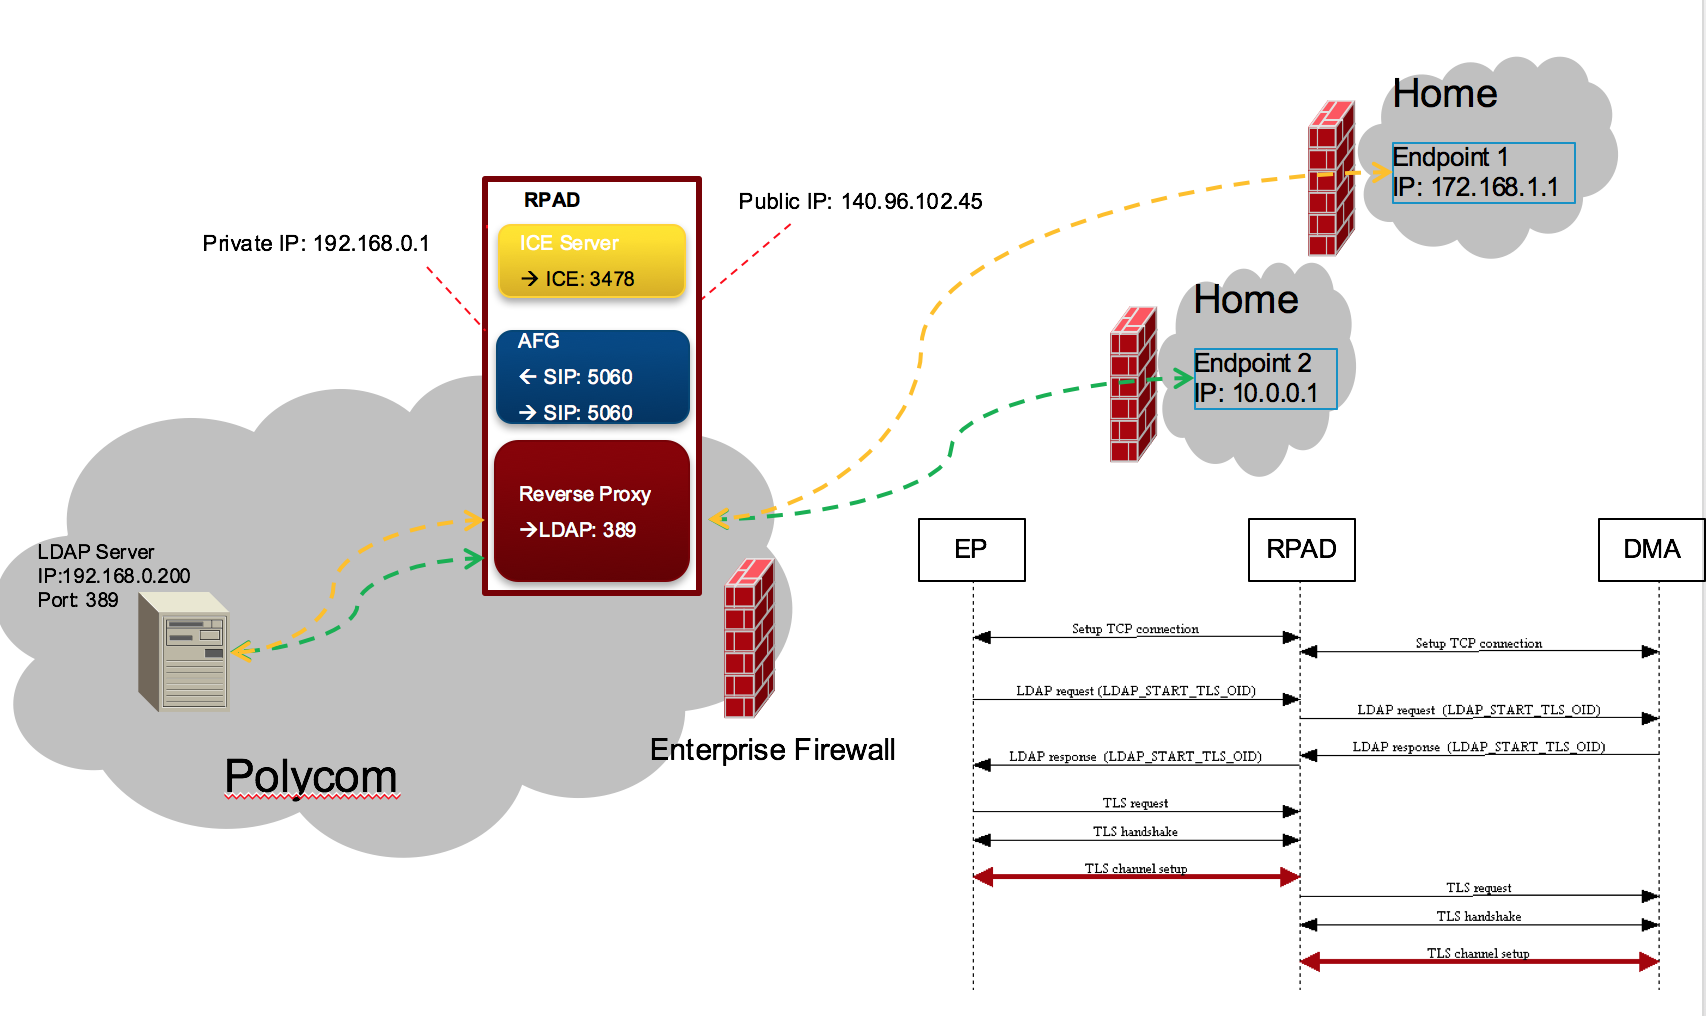 Home
Endpoint 1
IP: 172.168.1.1
RPAD
Public IP: 140.96.102.45
Private IP: 192.168.0.1
ICE Server
→ ICE: 3478
Home
AFG
← SIP: 5060
→ SIP: 5060
Endpoint 2
IP: 10.0.0.1
Reverse Proxy
→LDAP: 389
LDAP Server
IP:192.168.0.200
Port: 389
Enterprise Firewall
Polycom
EP
RPAD
DMA
Setup TCP connection
Setup TCP connection
LDAP request (LDAP_START_TLS_OID)
LDAP request (LDAP_START_TLS_OID)
LDAP response (LDAP_START_TLS_OID)
LDAP response (LDAP_START_TLS_OID)
TLS request
TLS handshake
TLS channel setup
TLS request
TLS handshake
TLS channel setup